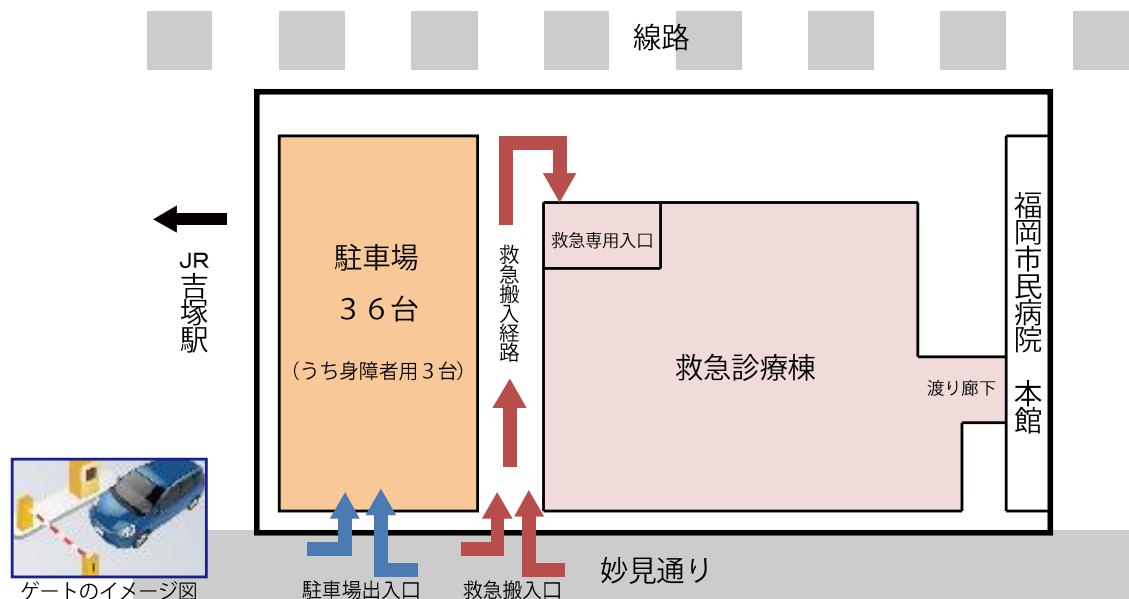 線路
JR吉塚駅
駐車場
３６台
（うち身障者用３台）
救急搬入経路
救急専用入口
救急診療棟
渡り廊下
福岡市民病院　本館
ゲートのイメージ図
駐車場出入口
救急搬入口
妙見通り